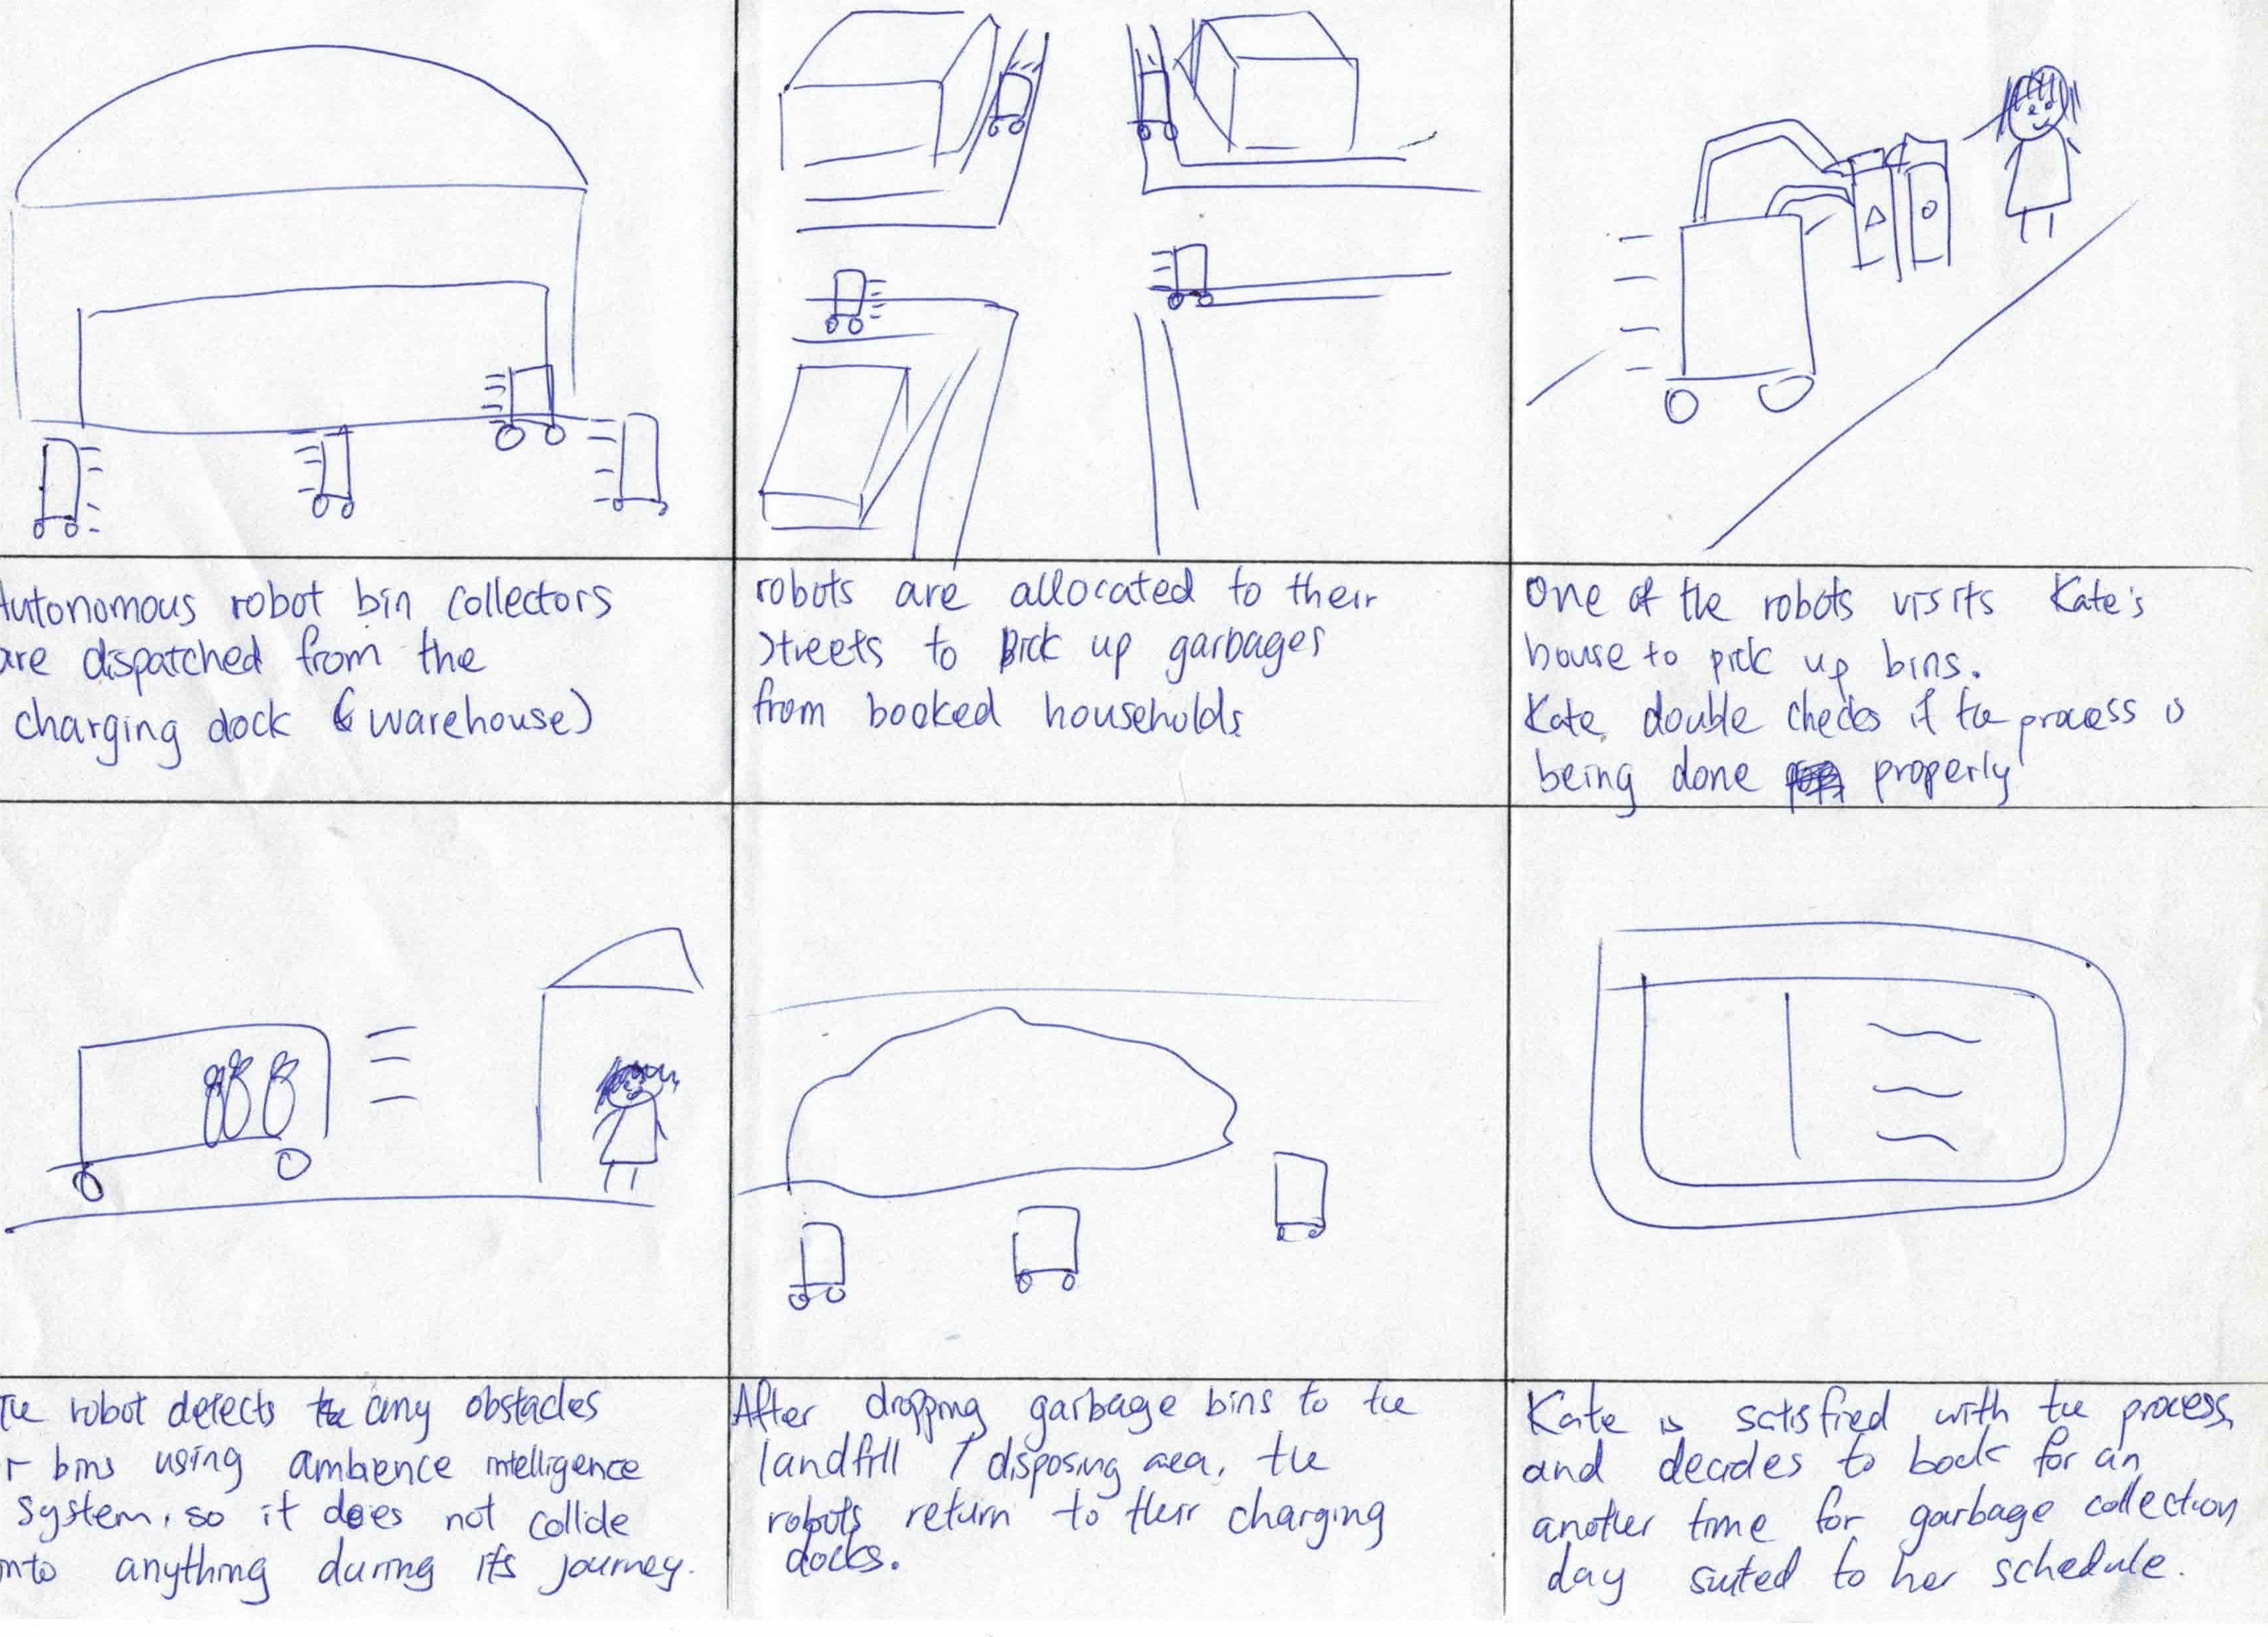 Autonomous robot bin collectors
are dispatched from the
charging dock (warehouse)
robots are allocated to their
streets to pick up garbages
from booked households.
One of the robots visits Kate's
house to pick up bins.
Kate double checks if the process is
being done properly
The robot detects any obstacles
or bins using ambience intelligence
system, so it does not collide
into anything during its journey.
After dropping garbage bins to the
landfill / disposing area, the
robots return to their charging
docks.
Kate is satisfied with the process,
and decides to book for an
another time for garbage collection
day suited to her schedule.